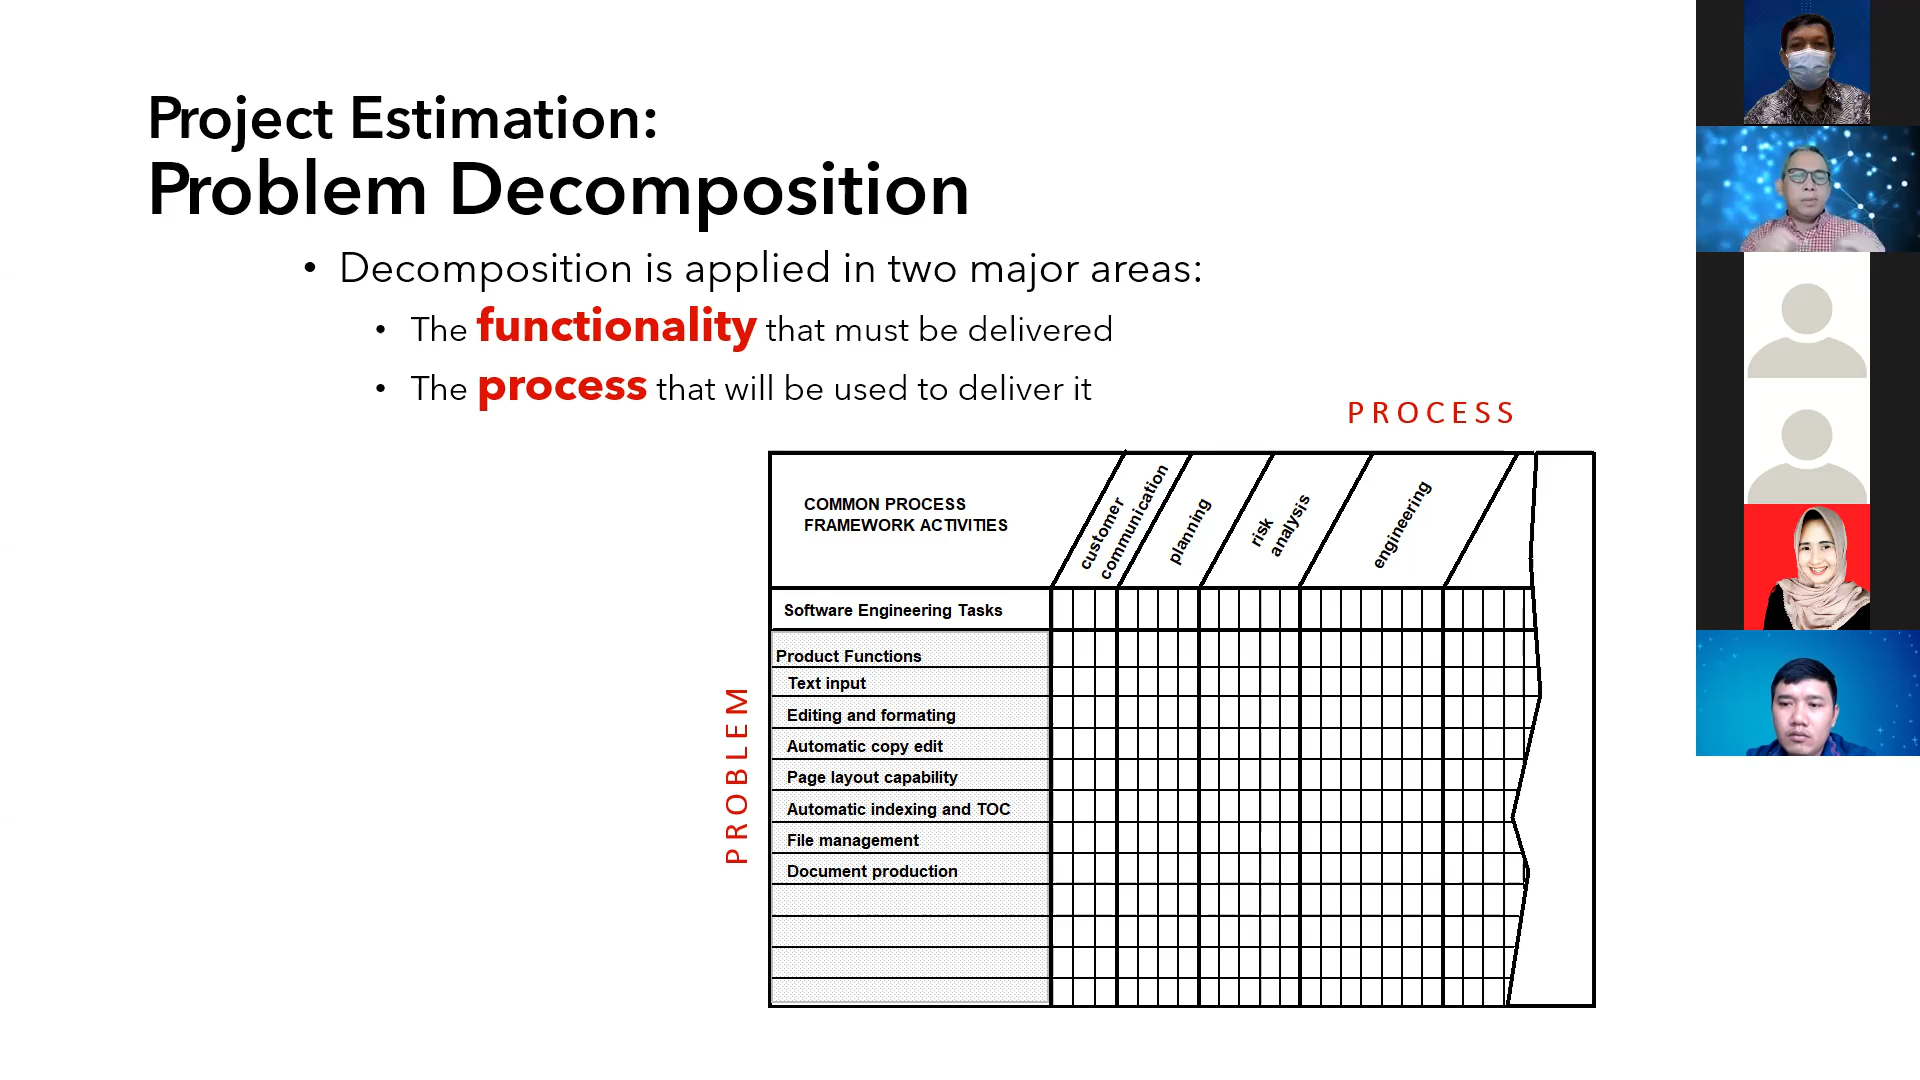 Project Estimation:
Problem Decomposition
• Decomposition is applied in two major areas:
• The functionality that must be delivered
• The process that will be used to deliver it
PROCESS
COMMON PROCESS
FRAMEWORK ACTIVITIES
customer
communication
planning
risk
analysis
engineering
Software Engineering Tasks
Product Functions
Text input
Editing and formating
Automatic copy edit
Page layout capability
Automatic indexing and TOC
File management
Document production
PROBLEM